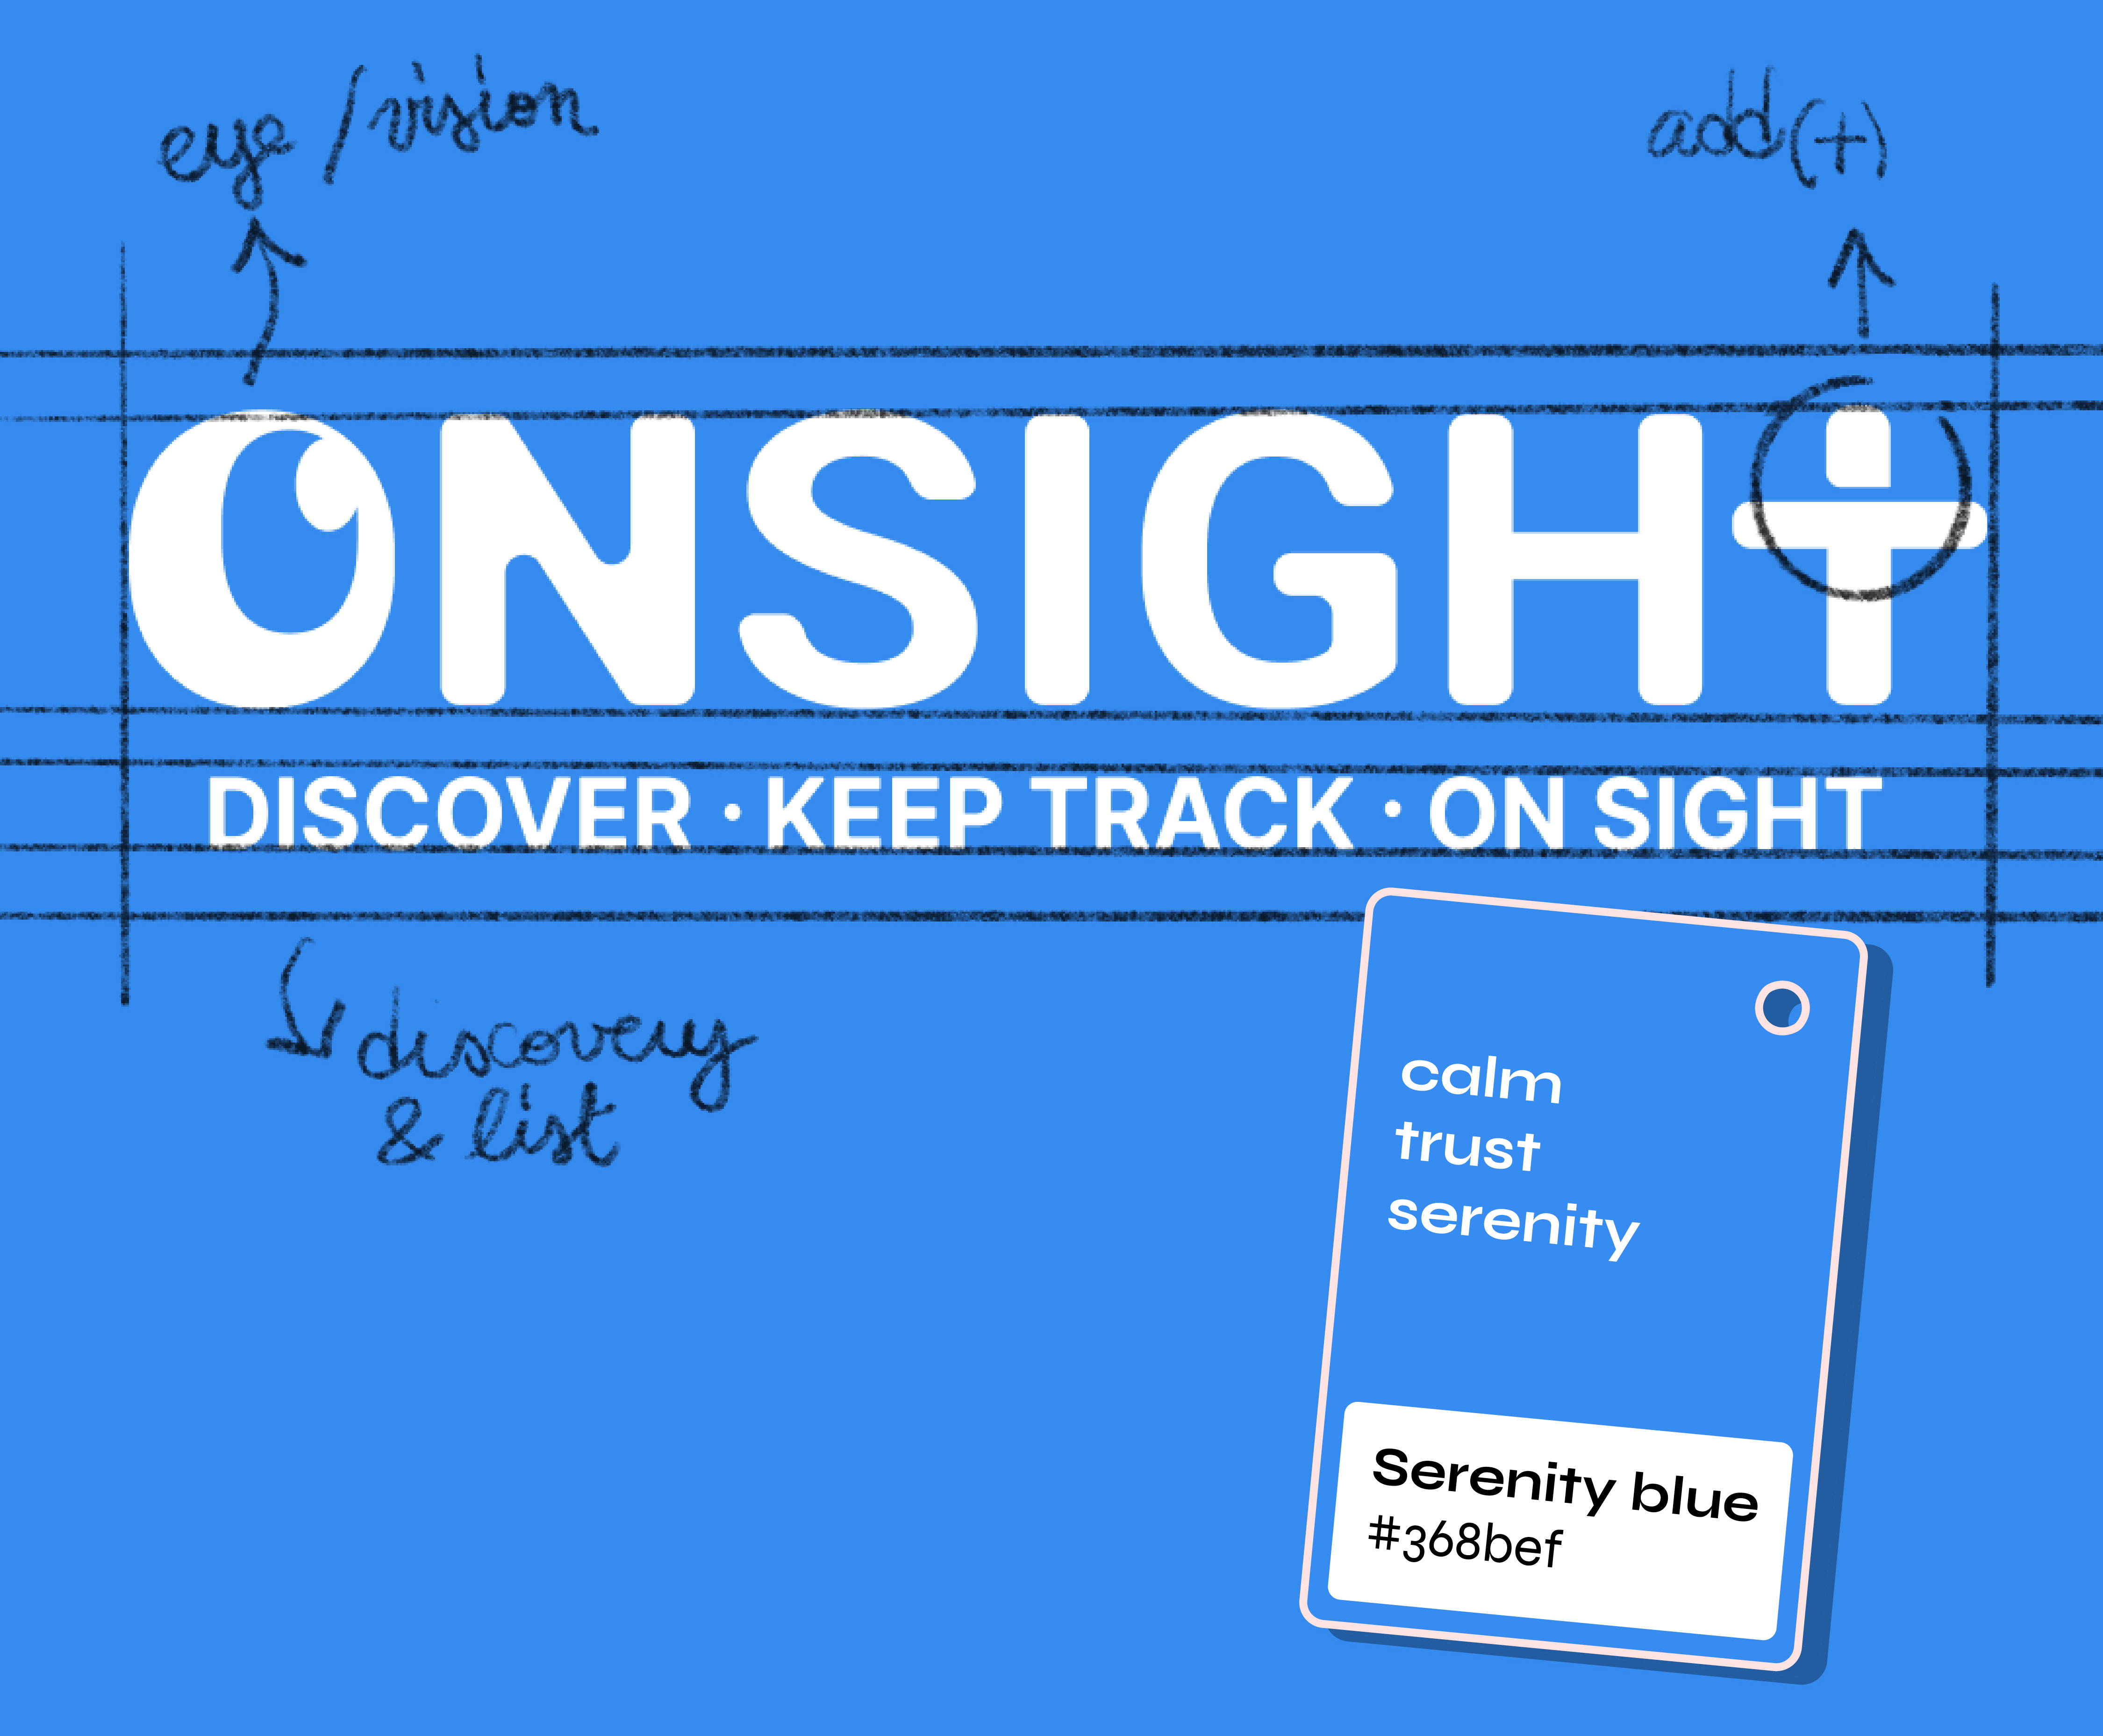 eye / vision
add (+)
ONSIGHt
DISCOVER · KEEP TRACK · ON SIGHT
discovery
& list
calm
trust
serenity
Serenity blue
#368bef